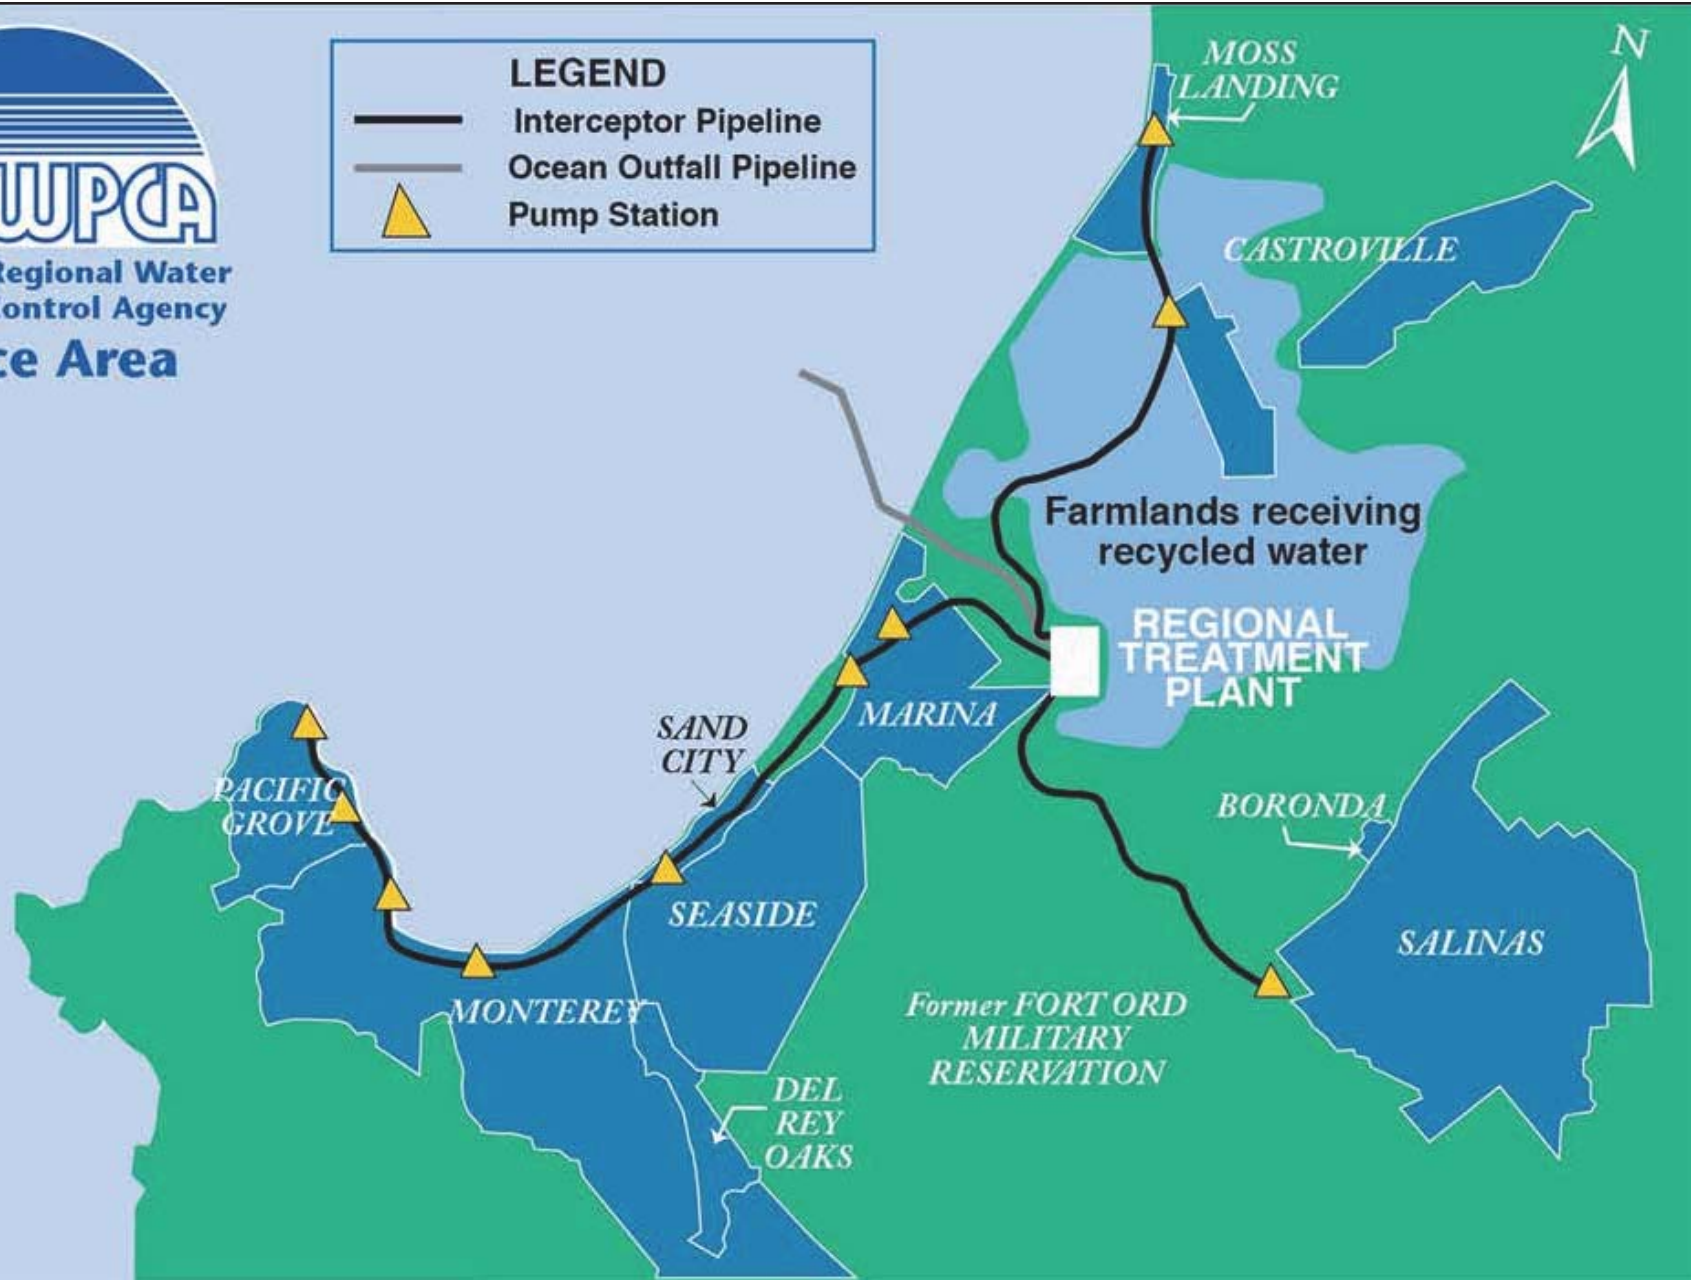 WPCA
Regional Water
Control Agency
Area
LEGEND
Interceptor Pipeline
Ocean Outfall Pipeline
Pump Station
N
MOSS
LANDING
CASTROVILLE
Farmlands receiving
recycled water
REGIONAL
TREATMENT
PLANT
MARINA
SAND
CITY
PACIFIC
GROVE
BORONDA
SEASIDE
SALINAS
MONTEREY
Former FORT ORD
MILITARY
RESERVATION
DEL
REY
OAKS